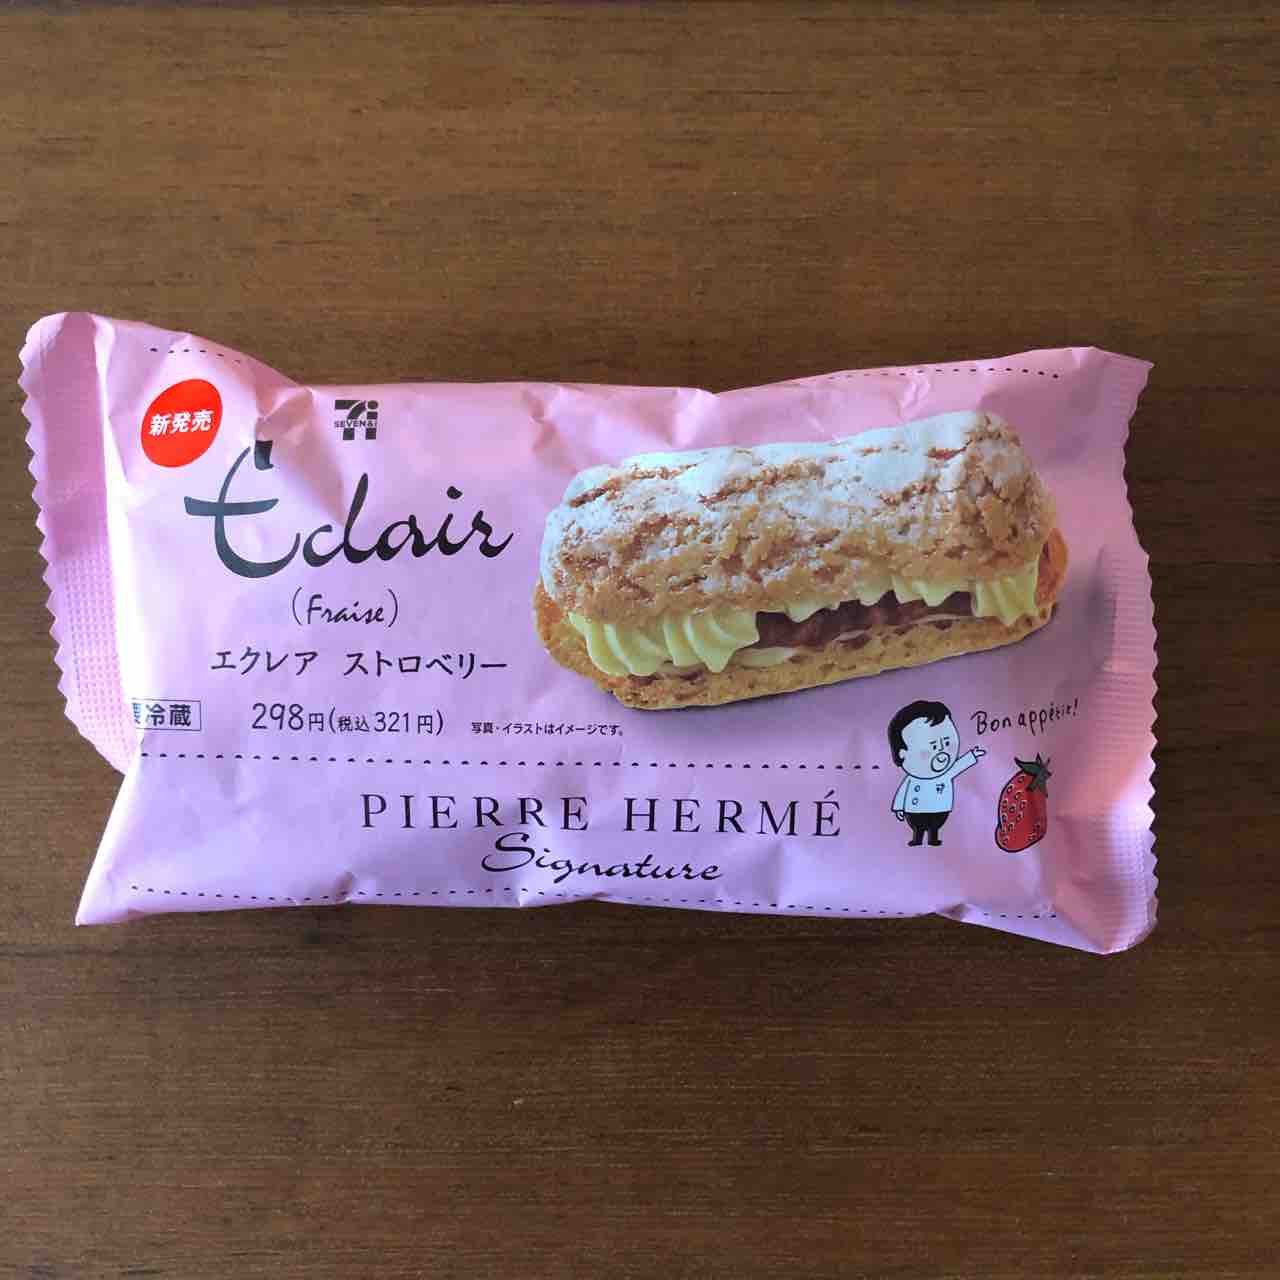 新発売
SEVEN&i
Éclair
(Fraise)
エクレア ストロベリー
要冷蔵
298円(税込321円)
写真・イラストはイメージです。
Bon appétit!
PIERRE HERMÉ
Signature